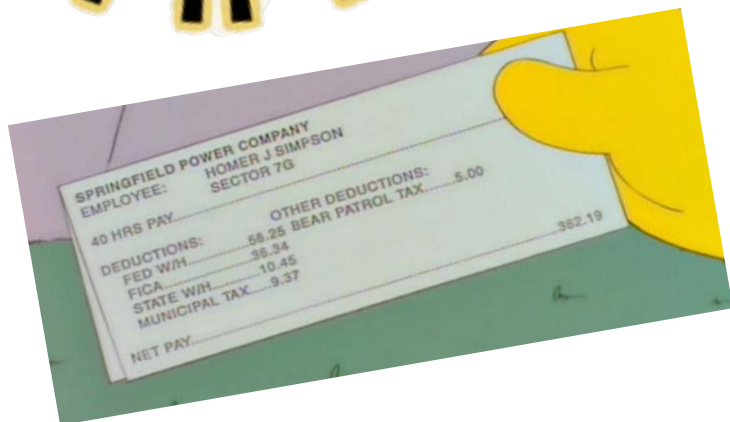 SPRINGFIELD POWER COMPANY
EMPLOYEE: HOMER J SIMPSON
SECTOR 7G
40 HRS PAY
DEDUCTIONS: OTHER DEDUCTIONS:
FED W/H 56.25 BEAR PATROL TAX 5.00
FICA 36.34
STATE W/H 10.45
MUNICIPAL TAX 9.37
NET PAY 362.19